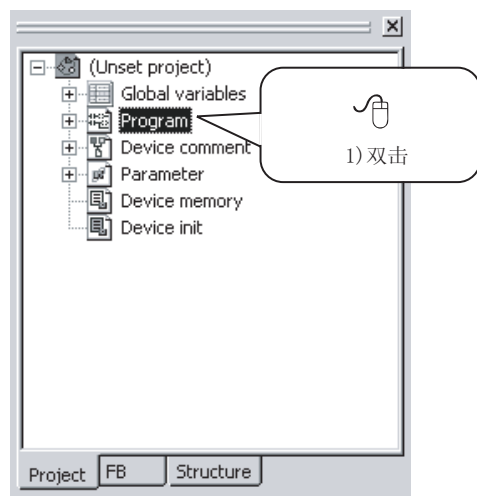 (Unset project)
Global variables
Program
Device comment
Parameter
Device memory
Device init
1)双击
Project FB Structure